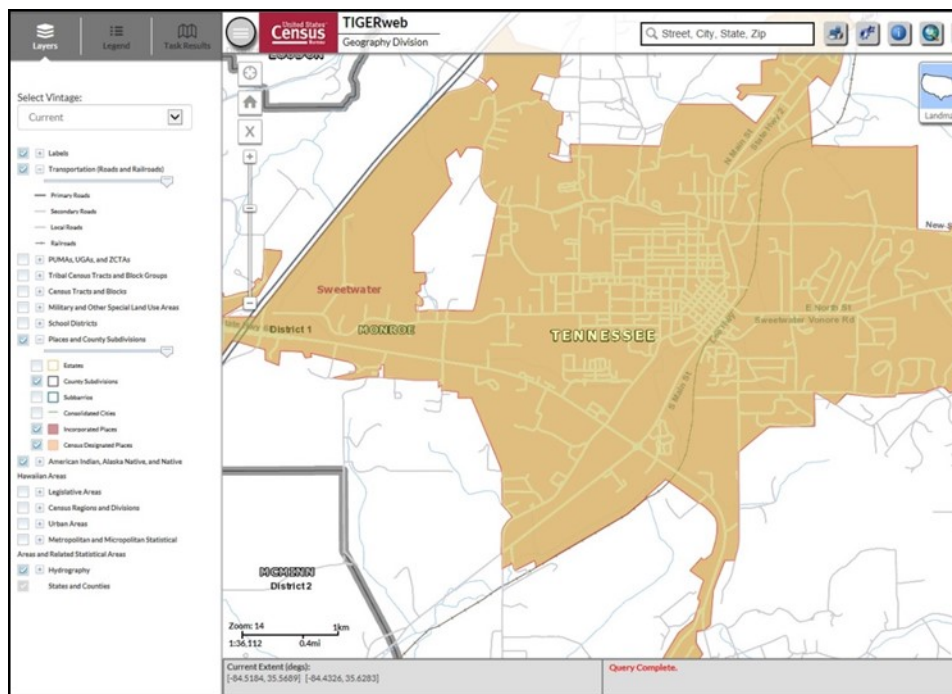 Layers
Legend
Task Results
United States®
Census
Bureau
TIGERweb
Geography Division
Street, City, State, Zip
Select Vintage:
Current
Labels
Transportation (Roads and Railroads)
Primary Roads
Secondary Roads
Local Roads
Railroads
PUMAs, UGAs, and ZCTAs
Tribal Census Tracts and Block Groups
Census Tracts and Blocks
Military and Other Special Land Use Areas
School Districts
Places and County Subdivisions
Estates
County Subdivisions
Subbarrios
Consolidated Cities
Incorporated Places
Census Designated Places
American Indian, Alaska Native, and Native
Hawaiian Areas
Legislative Areas
Census Regions and Divisions
Urban Areas
Metropolitan and Micropolitan Statistical
Areas and Related Statistical Areas
Hydrography
States and Counties
LOUDON
Landma
N Main St
State Hwy 2
New S
Sweetwater
E North St
Sweetwater Vonore Rd
District 1
MONROE
TENNESSEE
S Main St
MCMINN
District 2
Zoom: 14
1km
1:36,112
0.4mi
Current Extent (degs):
[-84.5184, 35.5689] [-84.4326, 35.6283]
Query Complete.